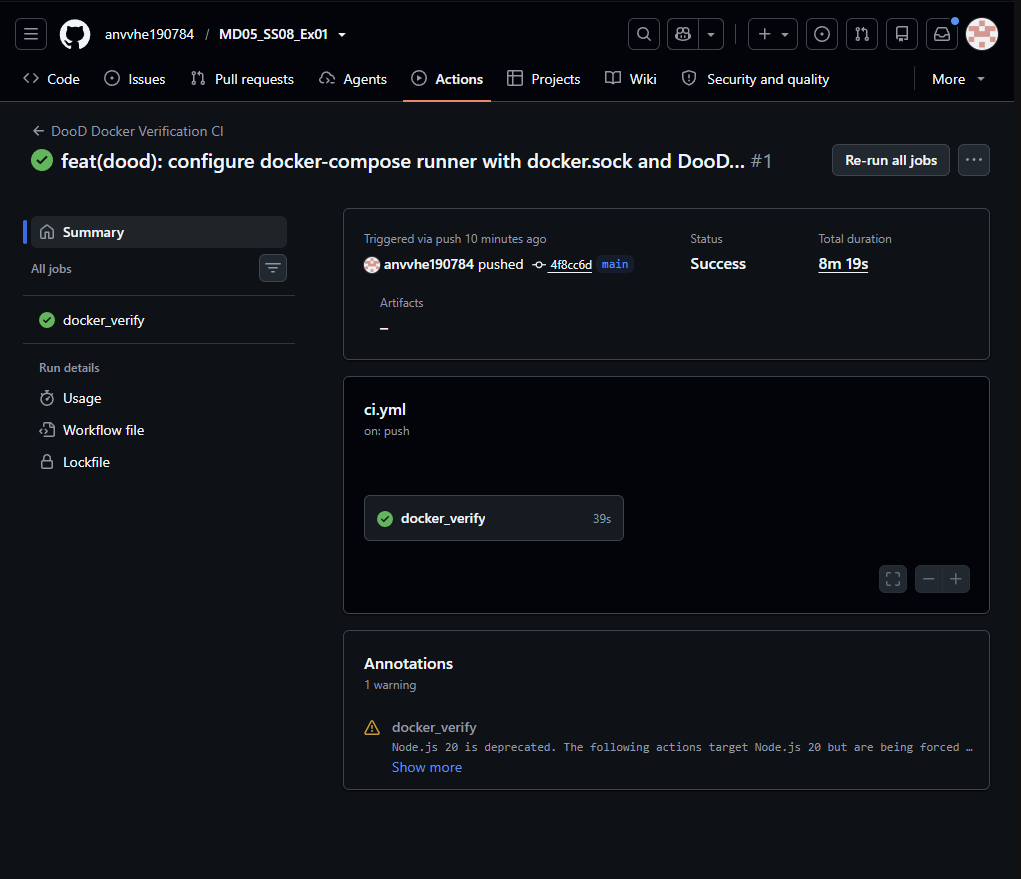 anvvhe190784 / MD05_SS08_Ex01
Code Issues Pull requests Agents Actions Projects Wiki Security and quality More
DooD Docker Verification CI
feat(dood): configure docker-compose runner with docker.sock and DooD... #1
Re-run all jobs
Summary
All jobs
docker_verify
Run details
Usage
Workflow file
Lockfile
Triggered via push 10 minutes ago
anvvhe190784 pushed 4f8cc6d main
Status
Success
Total duration
8m 19s
Artifacts
–
ci.yml
on: push
docker_verify 39s
Annotations
1 warning
docker_verify
Node.js 20 is deprecated. The following actions target Node.js 20 but are being forced …
Show more